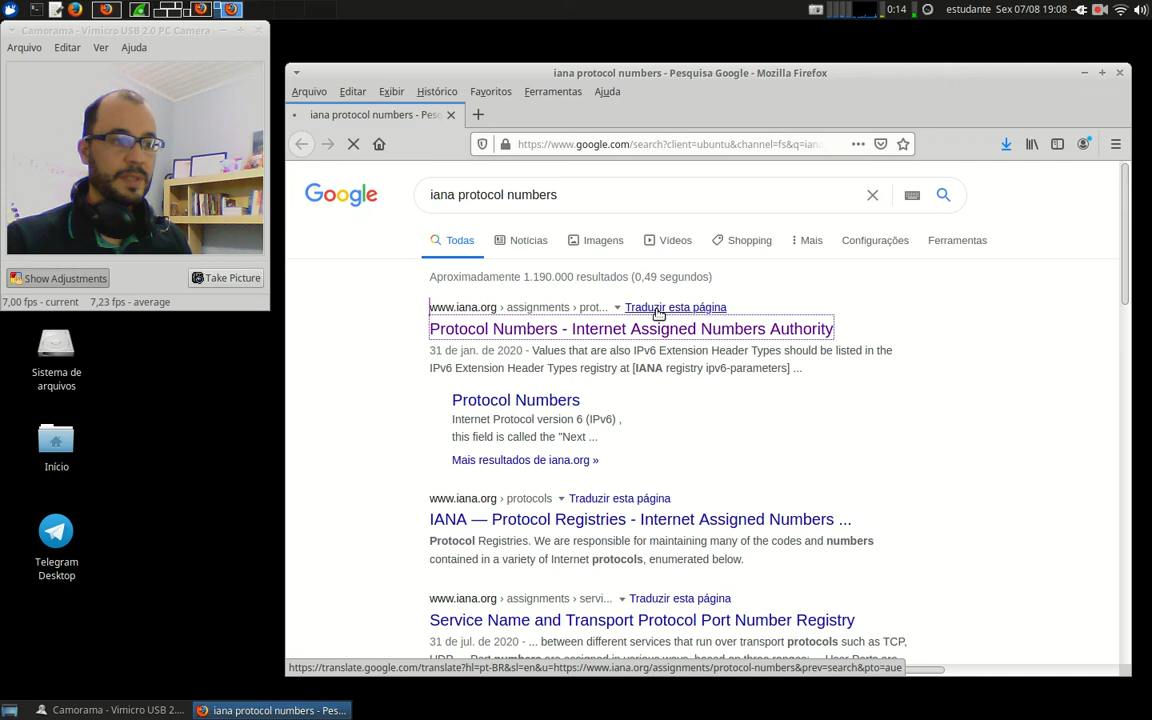 0:14
estudante
Sex 07/08 19:08
Camorama - Vimicro USB 2.0 PC Camera
Arquivo Editar Ver Ajuda
Show Adjustments
Take Picture
7,00 fps - current 7,23 fps - average
Sistema de
arquivos
Início
Telegram
Desktop
iana protocol numbers - Pesquisa Google - Mozilla Firefox
Arquivo Editar Exibir Histórico Favoritos Ferramentas Ajuda
iana protocol numbers - Pesq
https://www.google.com/search?client=ubuntu&channel=fs&q=iana
Google
iana protocol numbers
Todas Notícias Imagens Vídeos Shopping Mais Configurações Ferramentas
Aproximadamente 1.190.000 resultados (0,49 segundos)
www.iana.org › assignments › prot... Traduzir esta página
Protocol Numbers - Internet Assigned Numbers Authority
31 de jan. de 2020 - Values that are also IPv6 Extension Header Types should be listed in the
IPv6 Extension Header Types registry at [IANA registry ipv6-parameters] ...
Protocol Numbers
Internet Protocol version 6 (IPv6) ,
this field is called the "Next ...
Mais resultados de iana.org »
www.iana.org › protocols Traduzir esta página
IANA — Protocol Registries - Internet Assigned Numbers ...
Protocol Registries. We are responsible for maintaining many of the codes and numbers
contained in a variety of Internet protocols, enumerated below.
www.iana.org › assignments › servi... Traduzir esta página
Service Name and Transport Protocol Port Number Registry
31 de jul. de 2020 - ... between different services that run over transport protocols such as TCP,
https://translate.google.com/translate?hl=pt-BR&sl=en&u=https://www.iana.org/assignments/protocol-numbers&prev=search&pto=aue
Camorama - Vimicro USB 2....
iana protocol numbers - Pes...